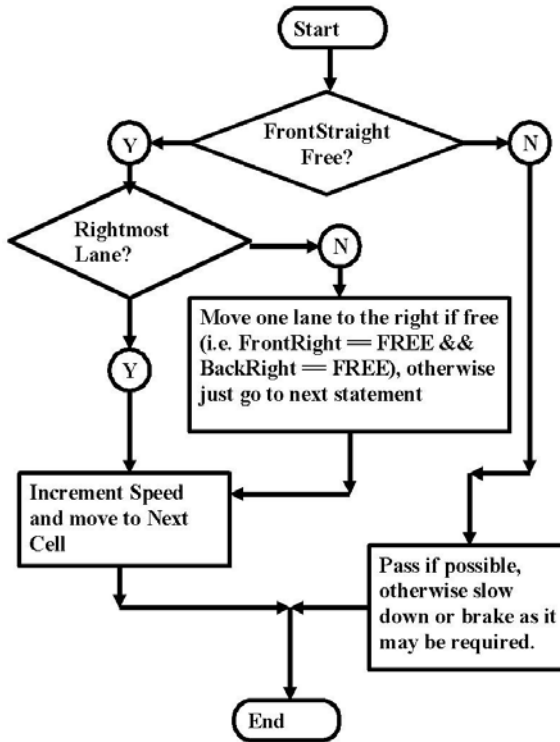 Start
FrontStraight
Free?
Y
N
Rightmost
Lane?
N
Move one lane to the right if free
(i.e. FrontRight == FREE &&
BackRight == FREE), otherwise
just go to next statement
Y
Increment Speed
and move to Next
Cell
Pass if possible,
otherwise slow
down or brake as it
may be required.
End